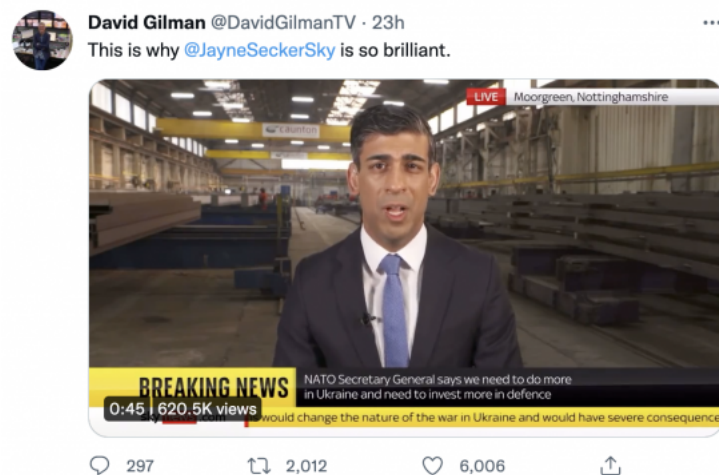 David Gilman @DavidGilmanTV · 23h
This is why @JayneSeckerSky is so brilliant.
LIVE Moorgreen, Nottinghamshire
caunton
BREAKING NEWS
NATO Secretary General says we need to do more
in Ukraine and need to invest more in defence
0:45 620.5K views
.com
would change the nature of the war in Ukraine and would have severe consequence
297 2,012 6,006